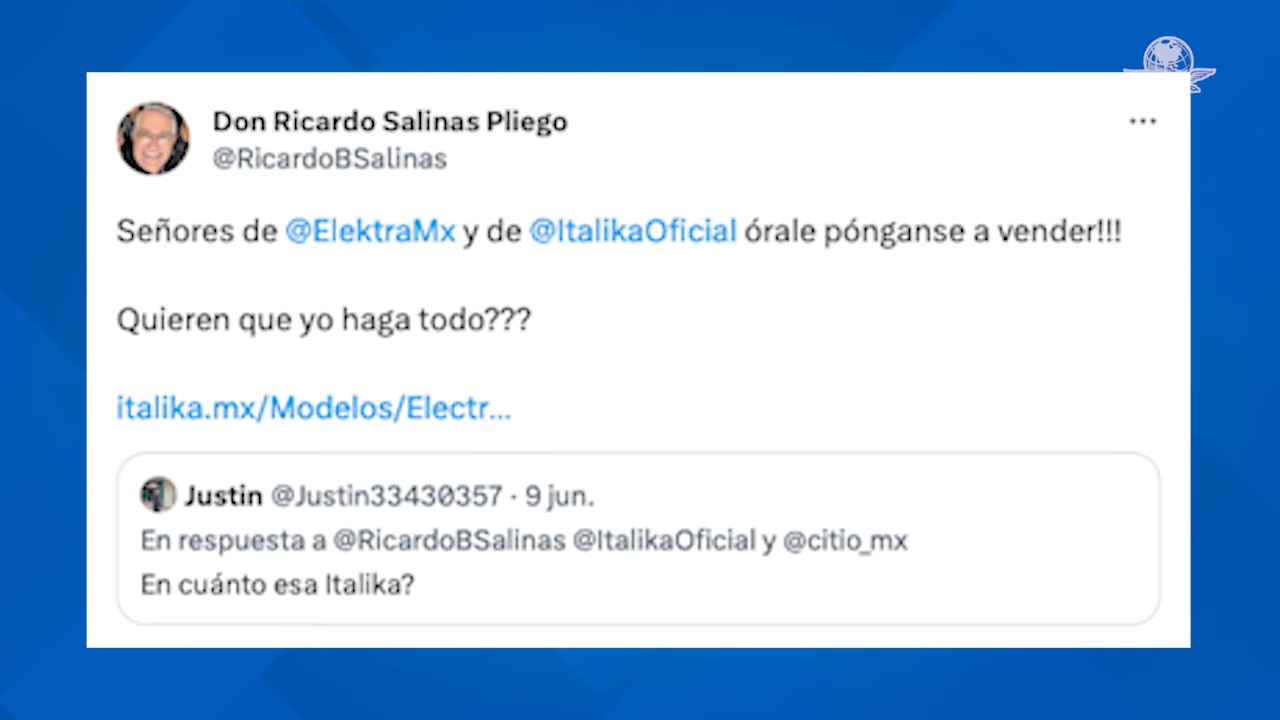 Don Ricardo Salinas Pliego
@RicardoBSalinas
Señores de @ElektraMx y de @ItalikaOficial órale pónganse a vender!!!
Quieren que yo haga todo???
italika.mx/Modelos/Electr...
Justin @Justin33430357 · 9 jun.
En respuesta a @RicardoBSalinas @ItalikaOficial y @citio_mx
En cuánto esa Italika?